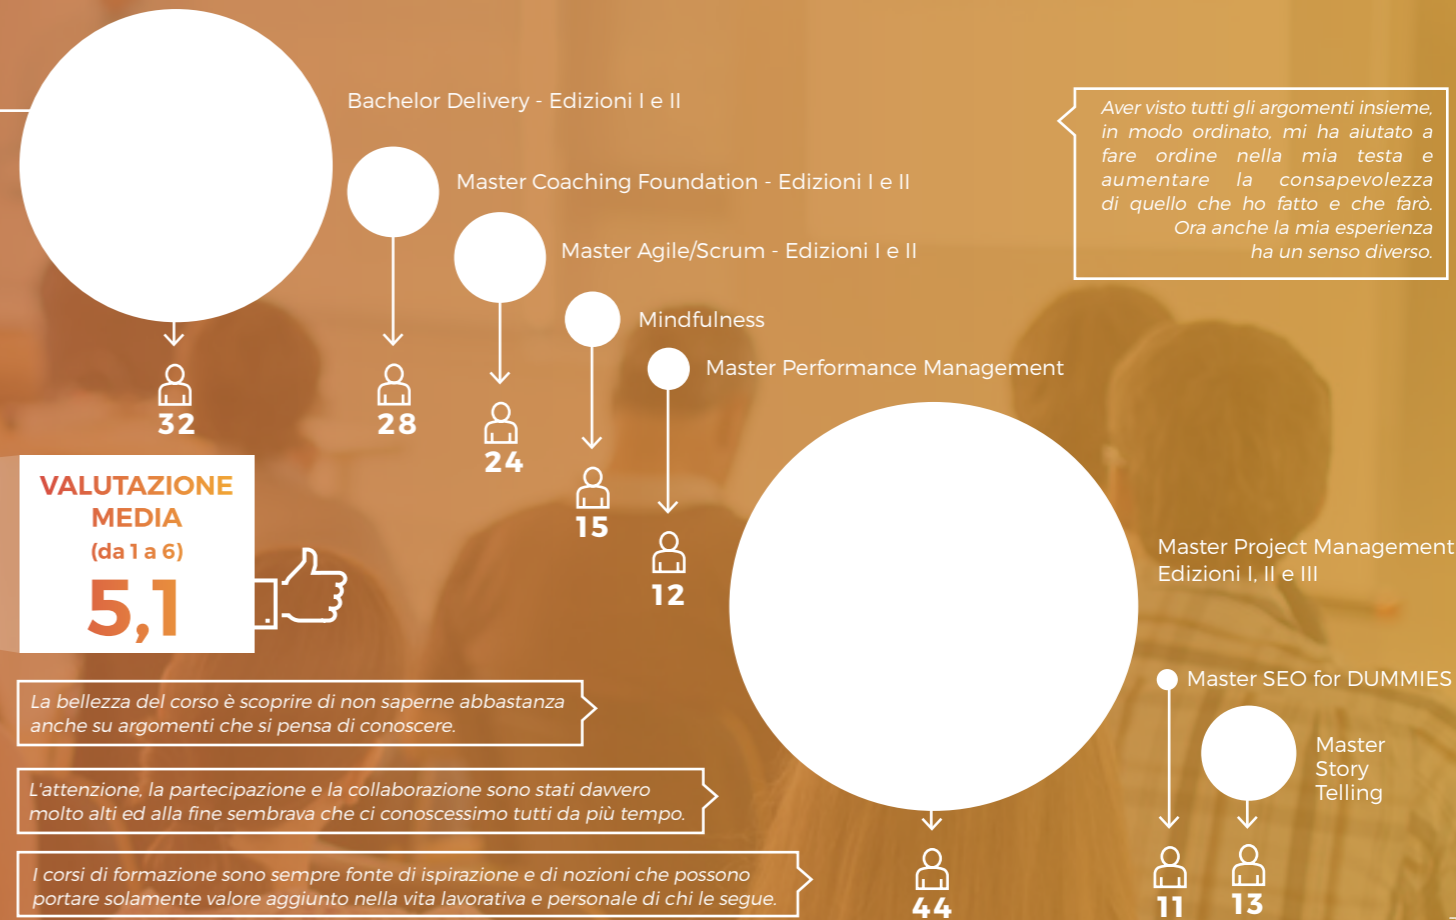 Bachelor Delivery - Edizioni I e II
32
Master Coaching Foundation - Edizioni I e II
28
Master Agile/Scrum - Edizioni I e II
24
Mindfulness
15
Master Performance Management
12
Aver visto tutti gli argomenti insieme,
in modo ordinato, mi ha aiutato a
fare ordine nella mia testa e
aumentare la consapevolezza
di quello che ho fatto e che farò.
Ora anche la mia esperienza
ha un senso diverso.
VALUTAZIONE
MEDIA
(da 1 a 6)
5,1
Master Project Management
Edizioni I, II e III
44
Master SEO for DUMMIES
11
Master
Story
Telling
13
La bellezza del corso è scoprire di non saperne abbastanza
anche su argomenti che si pensa di conoscere.
L'attenzione, la partecipazione e la collaborazione sono stati davvero
molto alti ed alla fine sembrava che ci conoscessimo tutti da più tempo.
I corsi di formazione sono sempre fonte di ispirazione e di nozioni che possono
portare solamente valore aggiunto nella vita lavorativa e personale di chi le segue.